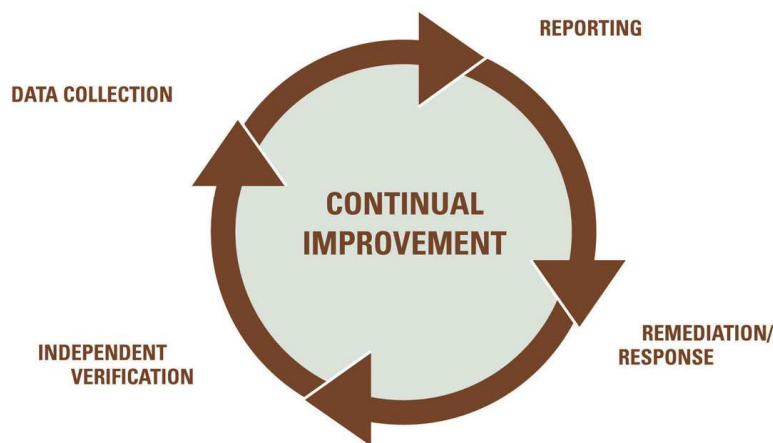 REPORTING
DATA COLLECTION
CONTINUAL
IMPROVEMENT
REMEDIATION/
RESPONSE
INDEPENDENT
VERIFICATION